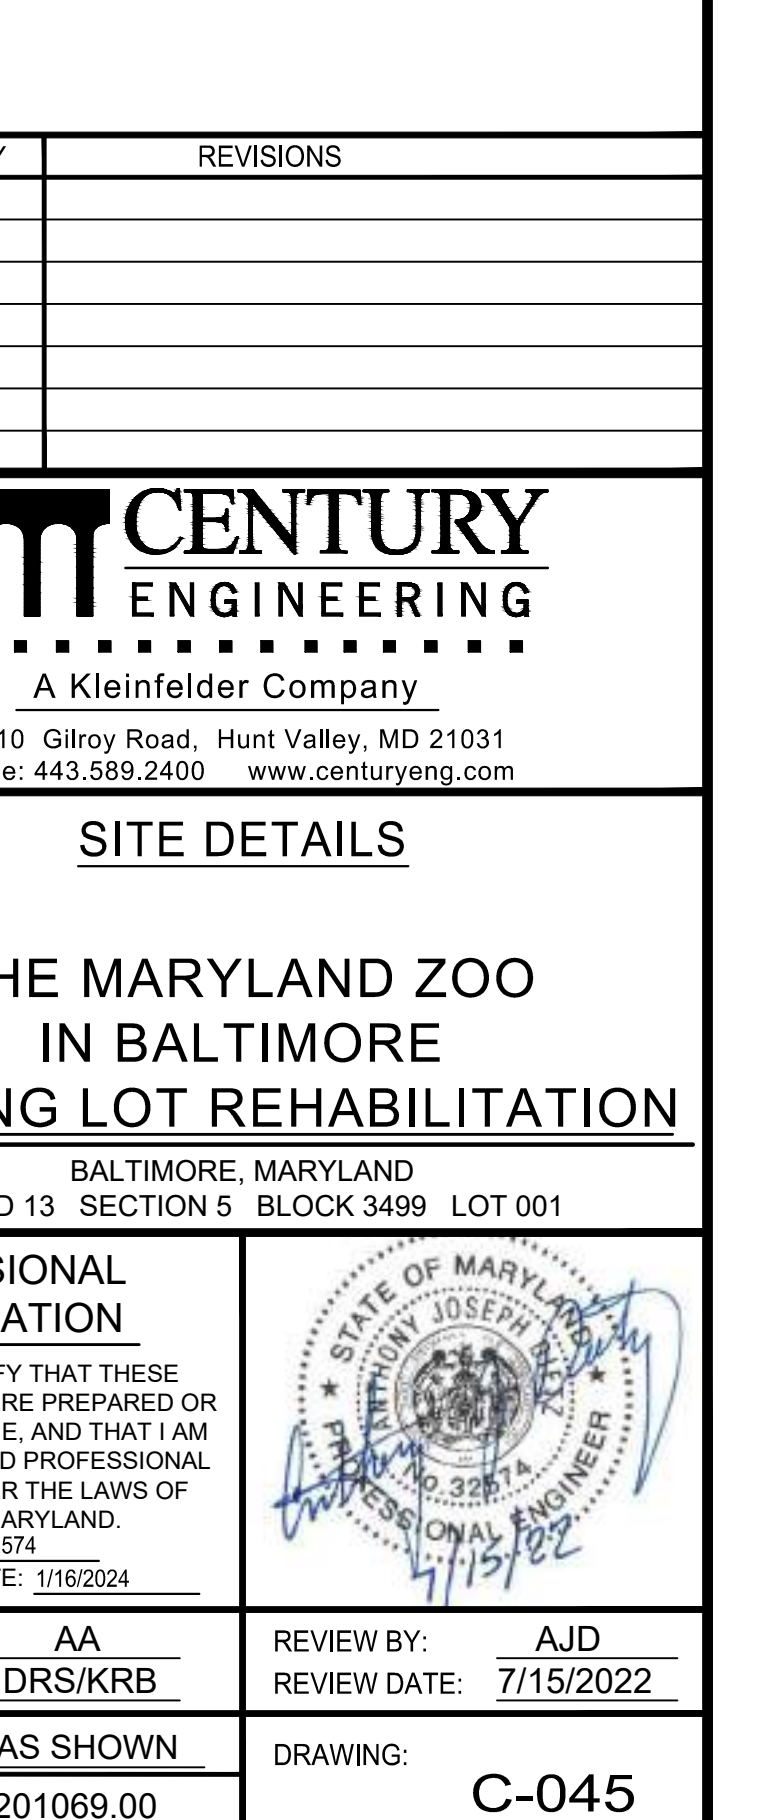 Y REVISIONS
CENTURY
ENGINEERING
A Kleinfelder Company
10 Gilroy Road, Hunt Valley, MD 21031
e: 443.589.2400 www.centuryeng.com
SITE DETAILS
HE MARYLAND ZOO
IN BALTIMORE
NG LOT REHABILITATION
BALTIMORE, MARYLAND
D 13 SECTION 5 BLOCK 3499 LOT 001
SIONAL
ATION
FY THAT THESE
RE PREPARED OR
E, AND THAT I AM
D PROFESSIONAL
R THE LAWS OF
ARYLAND.
574
E: 1/16/2024
STATE OF MARYLAND
ANTHONY JOSEPH DIETZ
No. 32574
PROFESSIONAL ENGINEER
7/15/22
AA
DRS/KRB
REVIEW BY: AJD
REVIEW DATE: 7/15/2022
AS SHOWN
201069.00
DRAWING:
C-045